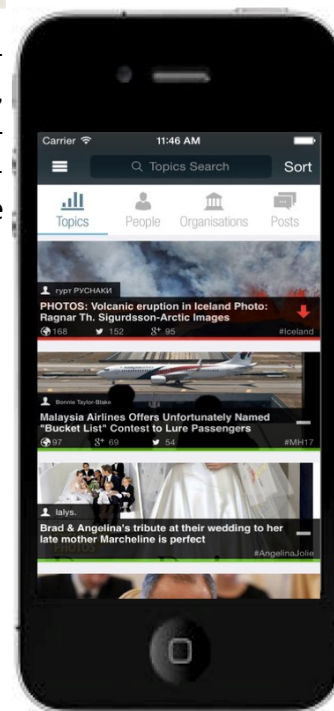 e
Carrier 11:46 AM
Topics Search Sort
Topics People Organisations Posts
гурт РУСНАКИ
PHOTOS: Volcanic eruption in Iceland Photo:
Ragnar Th. Sigurdsson-Arctic Images
168 152 95 #Iceland
Bonnie Taylor-Blake
Malaysia Airlines Offers Unfortunately Named
"Bucket List" Contest to Lure Passengers
97 69 54 #MH17
lalys.
Brad & Angelina's tribute at their wedding to her
late mother Marcheline is perfect
#AngelinaJolie